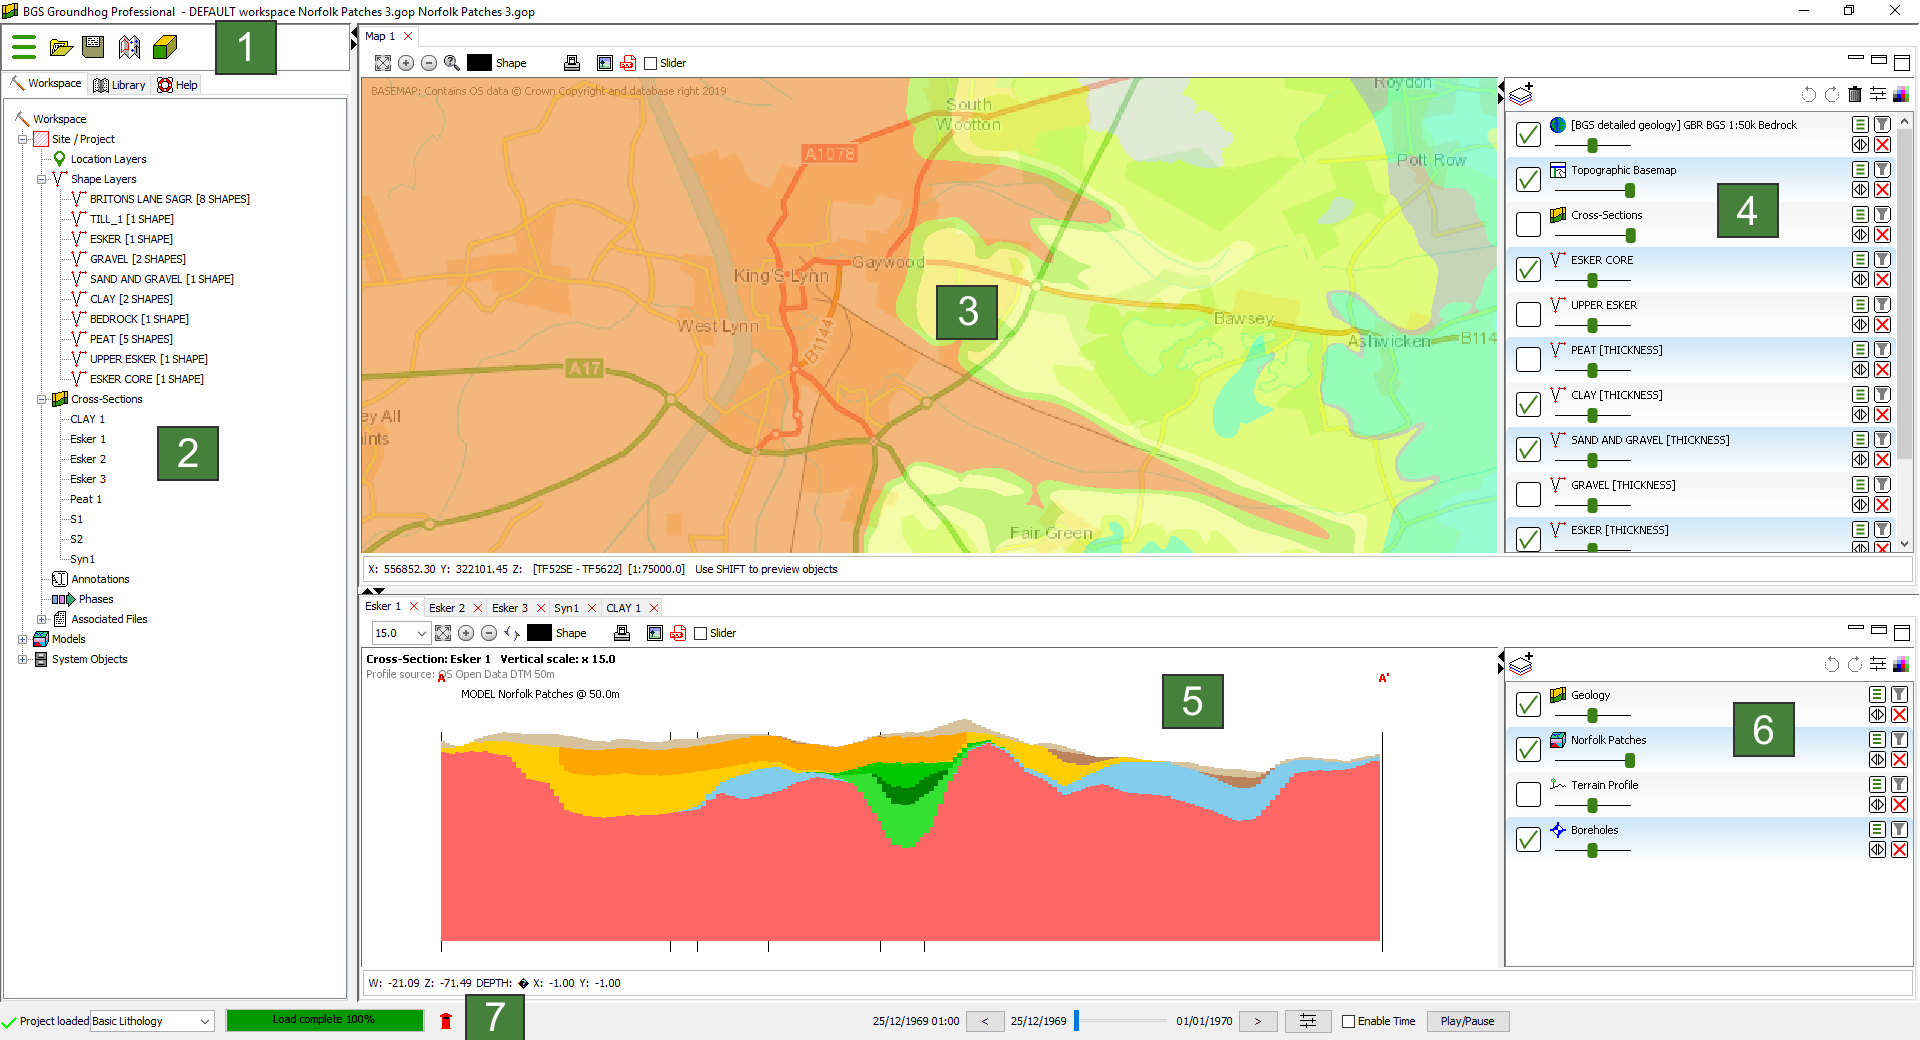 BGS Groundhog Professional - DEFAULT workspace Norfolk Patches 3.gop Norfolk Patches 3.gop
1
Workspace
Library
Help
Workspace
Site / Project
Location Layers
Shape Layers
BRITONS LANE SAGR [8 SHAPES]
TILL_1 [1 SHAPE]
ESKER [1 SHAPE]
GRAVEL [2 SHAPES]
SAND AND GRAVEL [1 SHAPE]
CLAY [2 SHAPES]
BEDROCK [1 SHAPE]
PEAT [5 SHAPES]
UPPER ESKER [1 SHAPE]
ESKER CORE [1 SHAPE]
Cross-Sections
CLAY 1
Esker 1
Esker 2
Esker 3
Peat 1
S1
S2
Syn1
Annotations
Phases
Associated Files
Models
System Objects
2
Map 1
Shape
PDF
Slider
BASEMAP: Contains OS data © Crown Copyright and database right 2019
South
Wootton
Roydon
A1078
Pott Row
King'S Lynn
Gaywood
3
West Lynn
B1144
Bawsey
Ashwicken
B114
A17
ey All
ints
Fair Green
X: 556852.30 Y: 322101.45 Z: [TF52SE - TF5622] [1:75000.0] Use SHIFT to preview objects
[BGS detailed geology] GBR BGS 1:50k Bedrock
Topographic Basemap
4
Cross-Sections
ESKER CORE
UPPER ESKER
PEAT [THICKNESS]
CLAY [THICKNESS]
SAND AND GRAVEL [THICKNESS]
GRAVEL [THICKNESS]
ESKER [THICKNESS]
Esker 1
Esker 2
Esker 3
Syn1
CLAY 1
15.0
Shape
PDF
Slider
Cross-Section: Esker 1 Vertical scale: x 15.0
Profile source: OS Open Data DTM 50m
A
A'
MODEL Norfolk Patches @ 50.0m
5
W: -21.09 Z: -71.49 DEPTH: � X: -1.00 Y: -1.00
Geology
6
Norfolk Patches
Terrain Profile
Boreholes
Project loaded
Basic Lithology
Load complete 100%
7
25/12/1969 01:00
<
25/12/1969
01/01/1970
>
Enable Time
Play/Pause